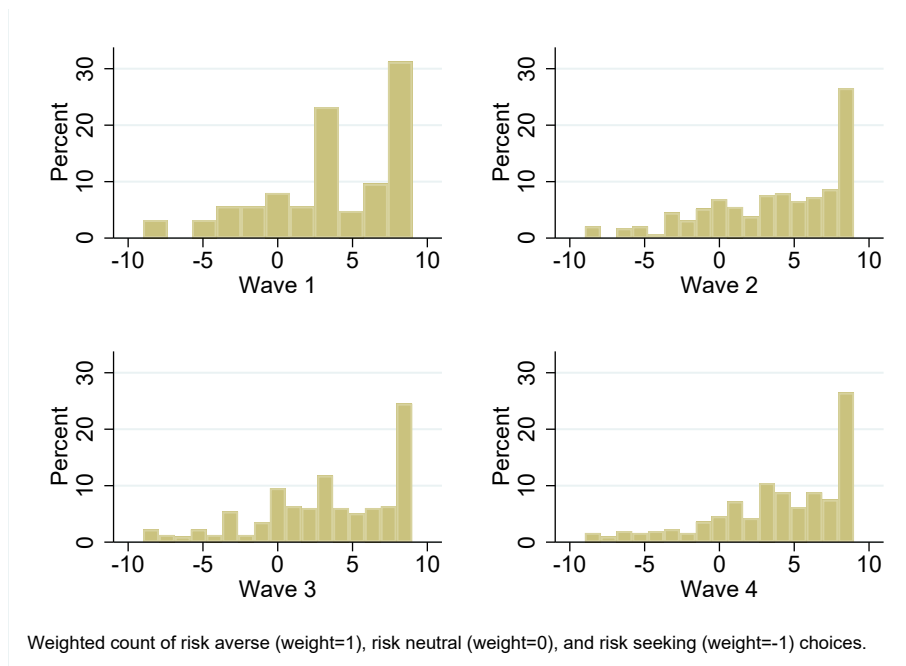 Percent
30
20
10
0
-10 -5 0 5 10
Wave 1
Percent
30
20
10
0
-10 -5 0 5 10
Wave 2
Percent
30
20
10
0
-10 -5 0 5 10
Wave 3
Percent
30
20
10
0
-10 -5 0 5 10
Wave 4
Weighted count of risk averse (weight=1), risk neutral (weight=0), and risk seeking (weight=-1) choices.